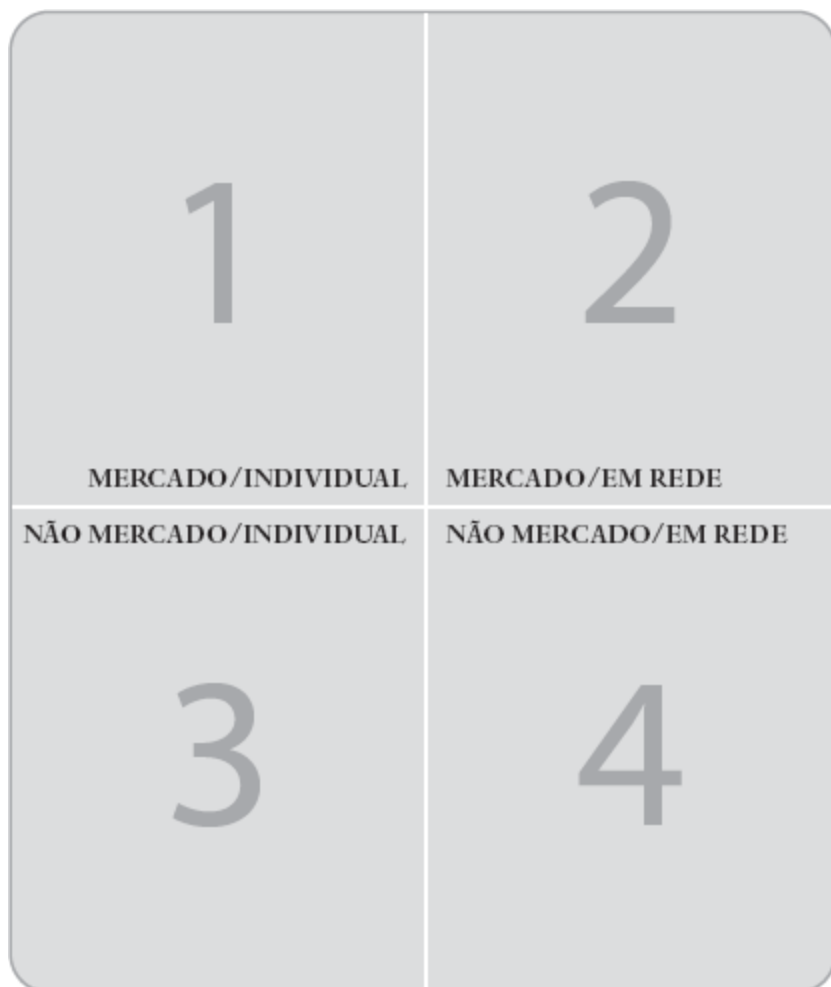 1
2
MERCADO/INDIVIDUAL
MERCADO/EM REDE
NÃO MERCADO/INDIVIDUAL
NÃO MERCADO/EM REDE
3
4